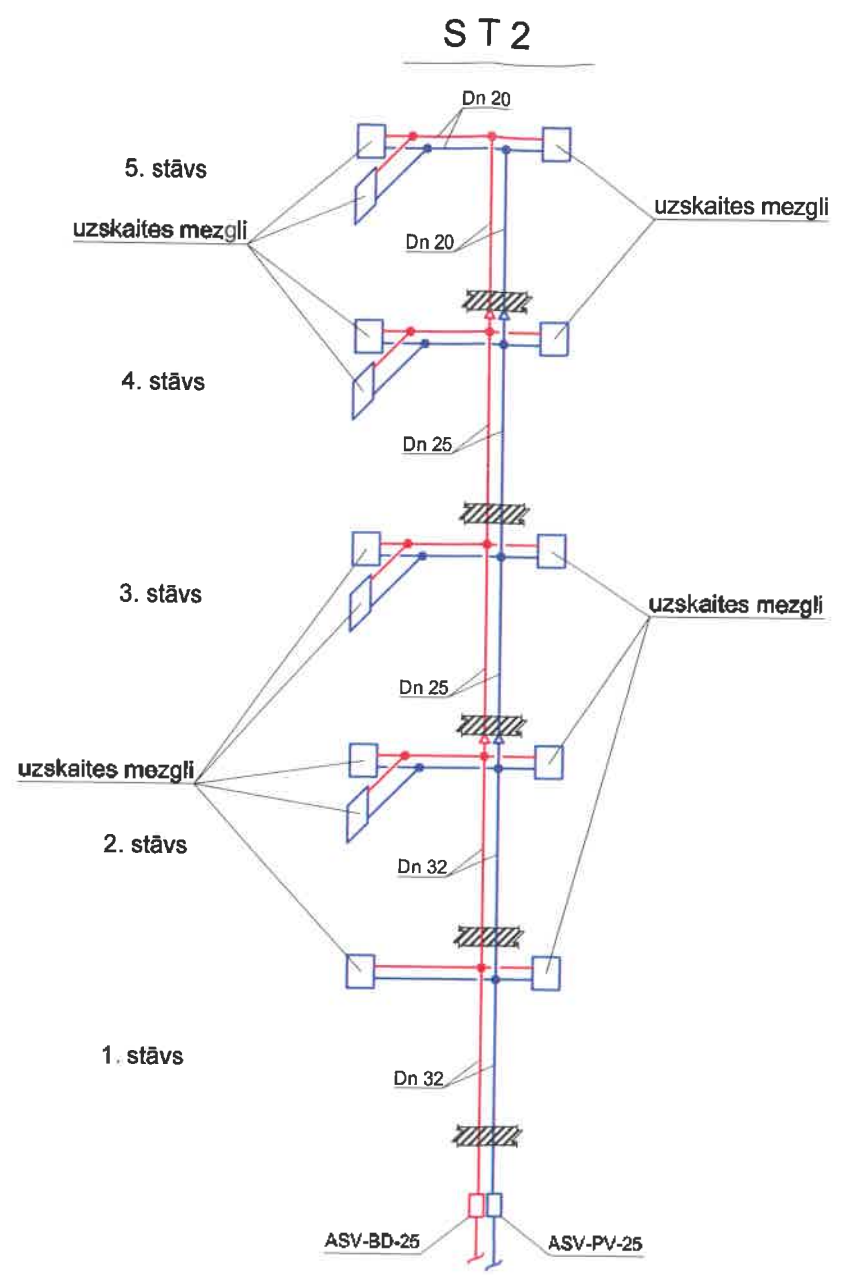 ST2
Dn 20
5. stāvs
uzskaites mezgli
uzskaites mezgli
Dn 20
4. stāvs
Dn 25
3. stāvs
uzskaites mezgli
Dn 25
uzskaites mezgli
2. stāvs
Dn 32
1. stāvs
Dn 32
ASV-BD-25
ASV-PV-25